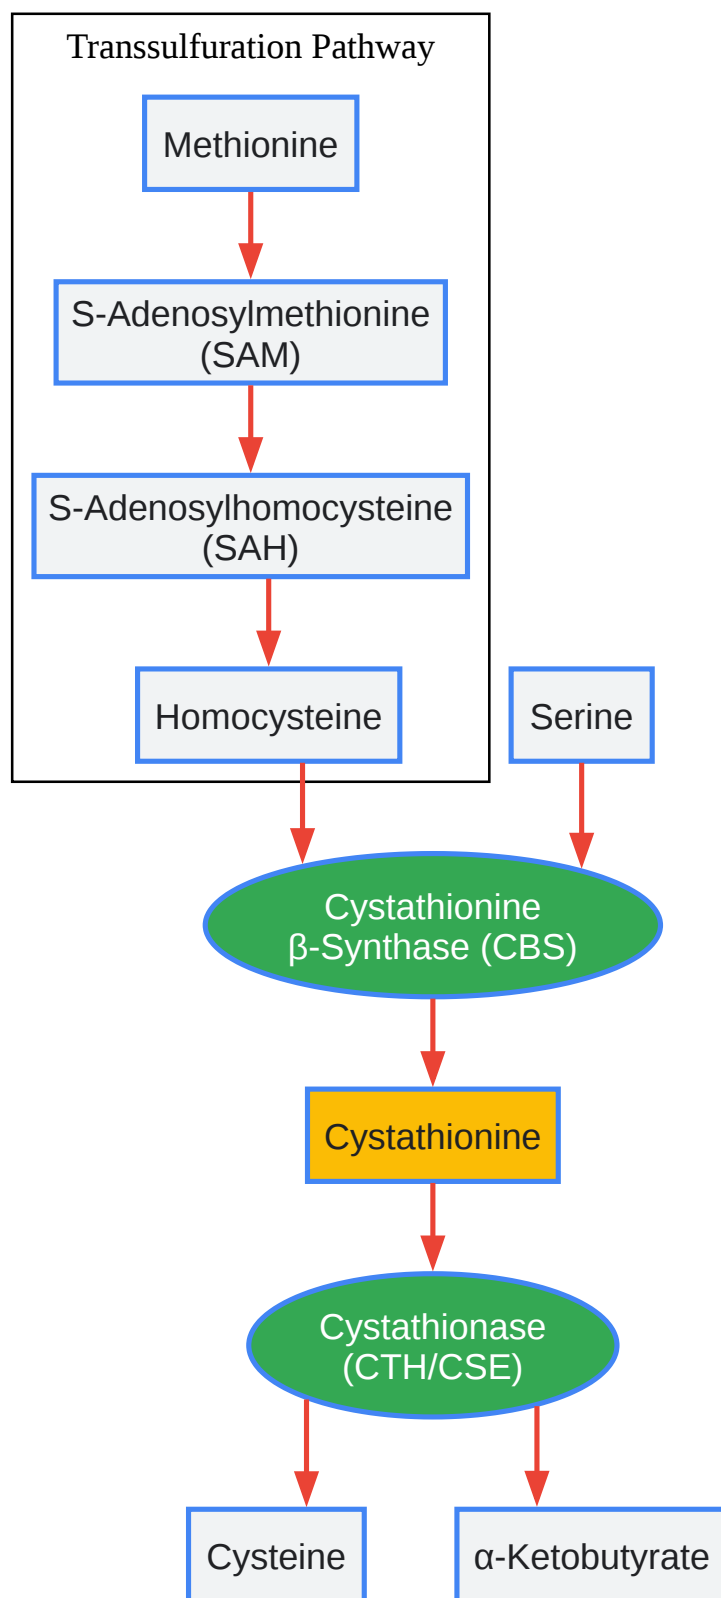 Transsulfuration Pathway
Methionine
S-Adenosylmethionine
(SAM)
S-Adenosylhomocysteine
(SAH)
Homocysteine
Serine
Cystathionine
β-Synthase (CBS)
Cystathionine
Cystathionase
(CTH/CSE)
Cysteine
α-Ketobutyrate